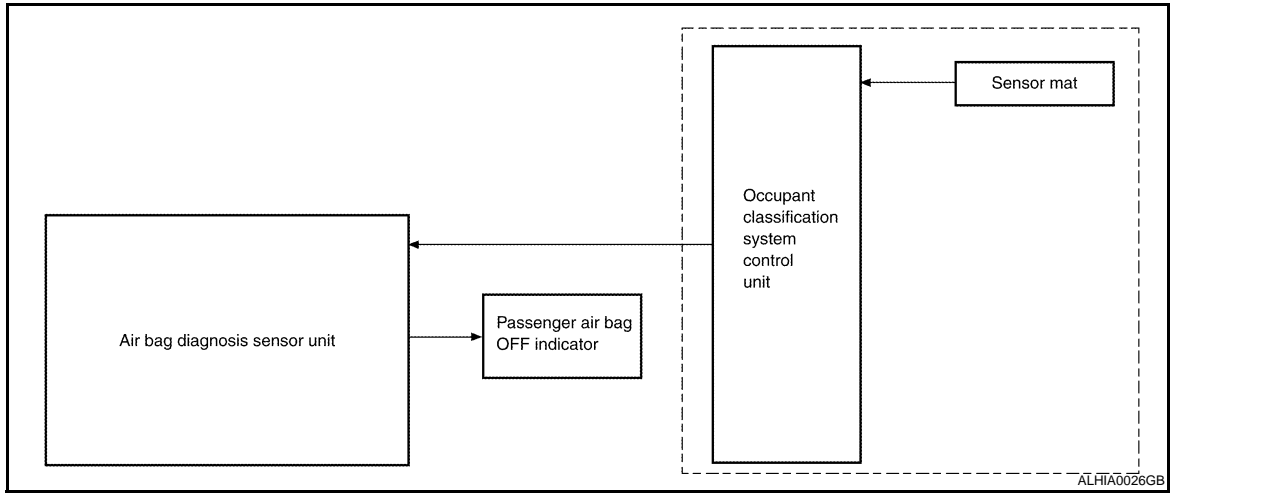 Sensor mat
Occupant
classification
system
control
unit
Air bag diagnosis sensor unit
Passenger air bag
OFF indicator
ALHIA0026GB